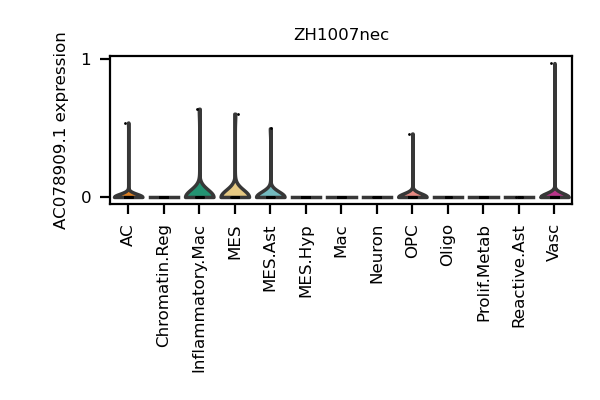 ZH1007nec
AC078909.1 expression
1
0
AC
Chromatin.Reg
Inflammatory.Mac
MES
MES.Ast
MES.Hyp
Mac
Neuron
OPC
Oligo
Prolif.Metab
Reactive.Ast
Vasc